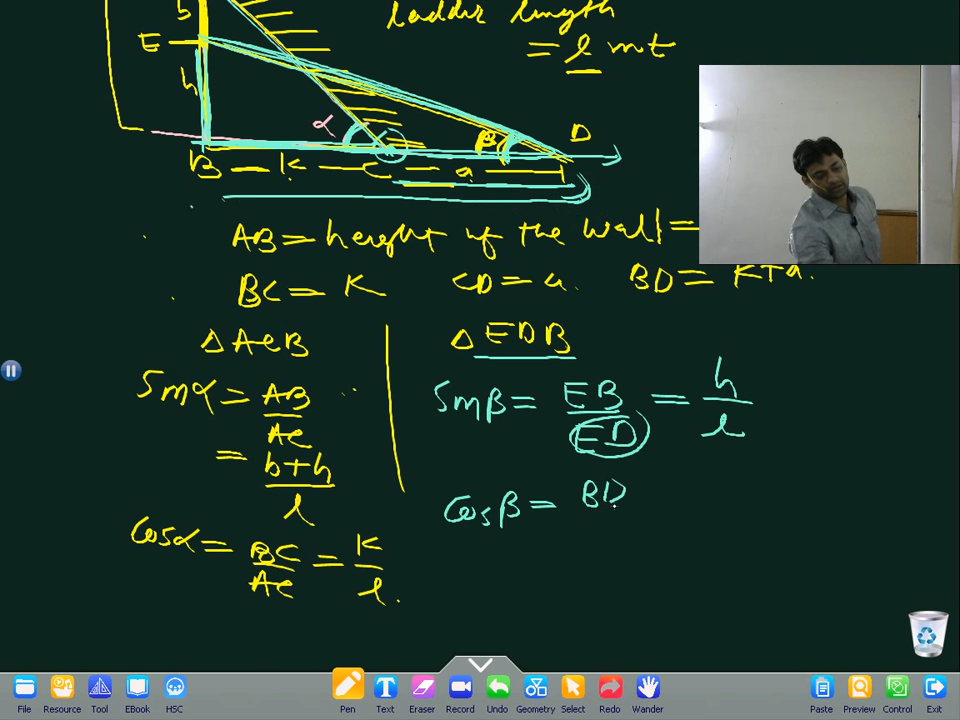 b
ladder length
= l mt
E
h
α
β
D
B — K — C — a —
AB = height of the wall =
BC = K CD = a. BD = K+a.
Δ ACB
Δ EDB
Sinα = AB/AC
= b+h/l
Cosα = BC/AC = K/l.
Sinβ = EB/ED = h/l
Cosβ = BD
File
Resource
Tool
EBook
HSC
Pen
Text
Eraser
Record
Undo
Geometry
Select
Redo
Wander
Paste
Preview
Control
Exit